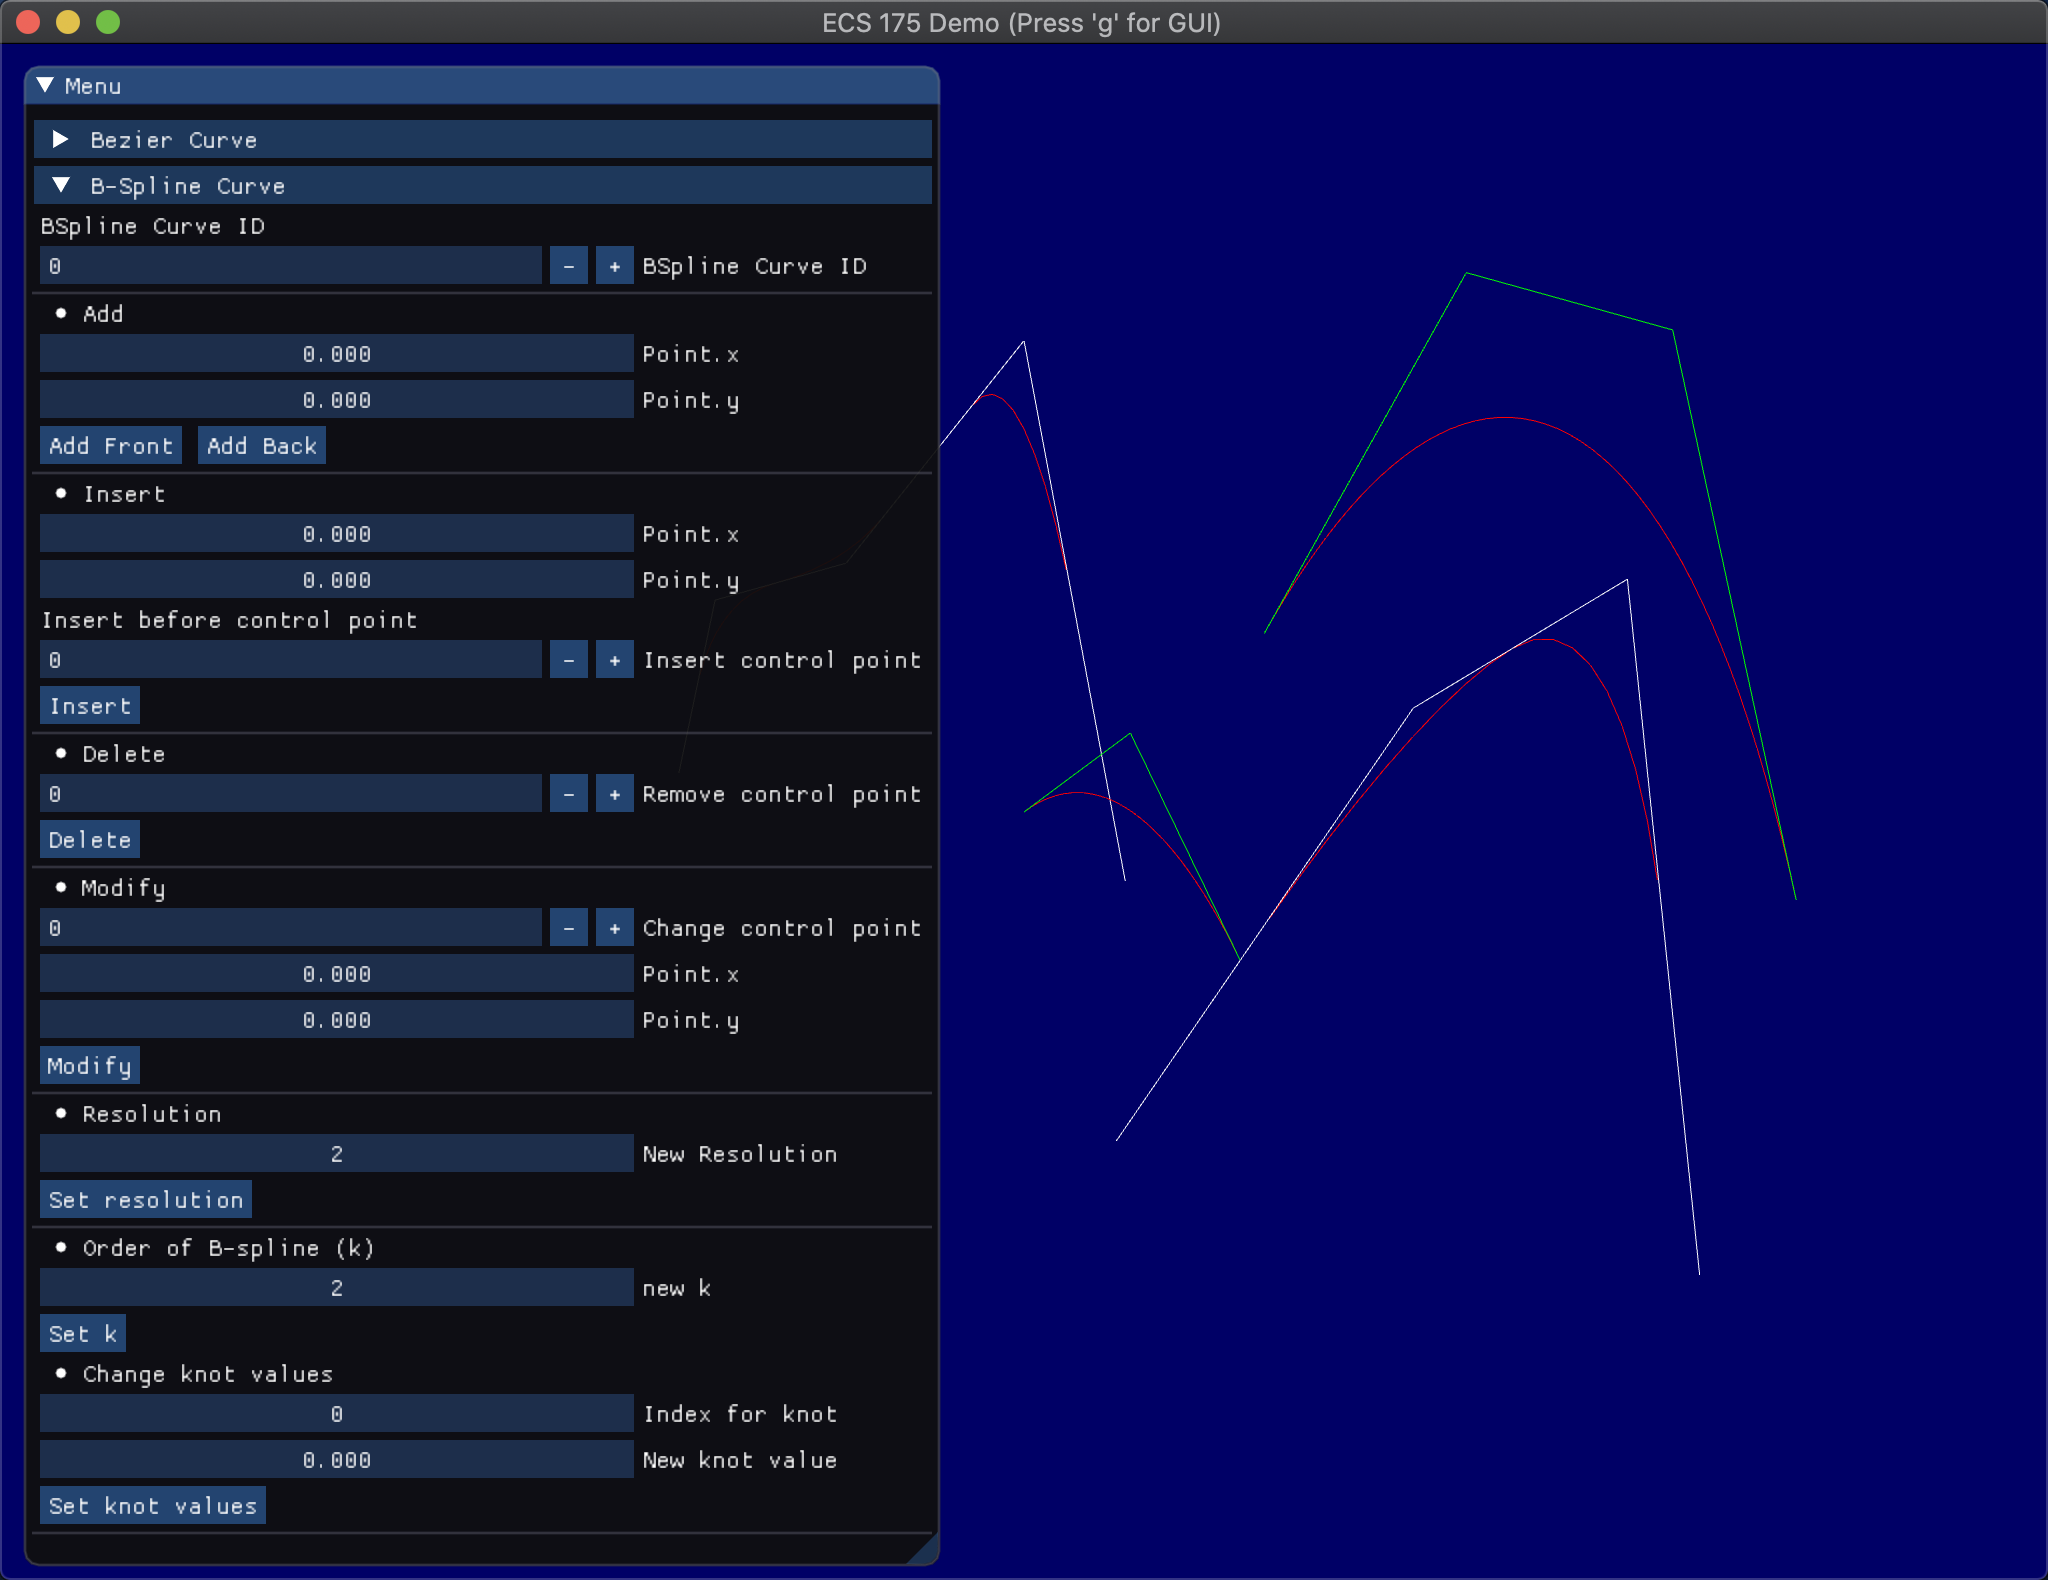 ECS 175 Demo (Press 'g' for GUI)
Menu
Bezier Curve
B-Spline Curve
BSpline Curve ID
0 - + BSpline Curve ID
Add
0.000 Point.x
0.000 Point.y
Add Front Add Back
Insert
0.000 Point.x
0.000 Point.y
Insert before control point
0 - + Insert control point
Insert
Delete
0 - + Remove control point
Delete
Modify
0 - + Change control point
0.000 Point.x
0.000 Point.y
Modify
Resolution
2 New Resolution
Set resolution
Order of B-spline (k)
2 new k
Set k
Change knot values
0 Index for knot
0.000 New knot value
Set knot values